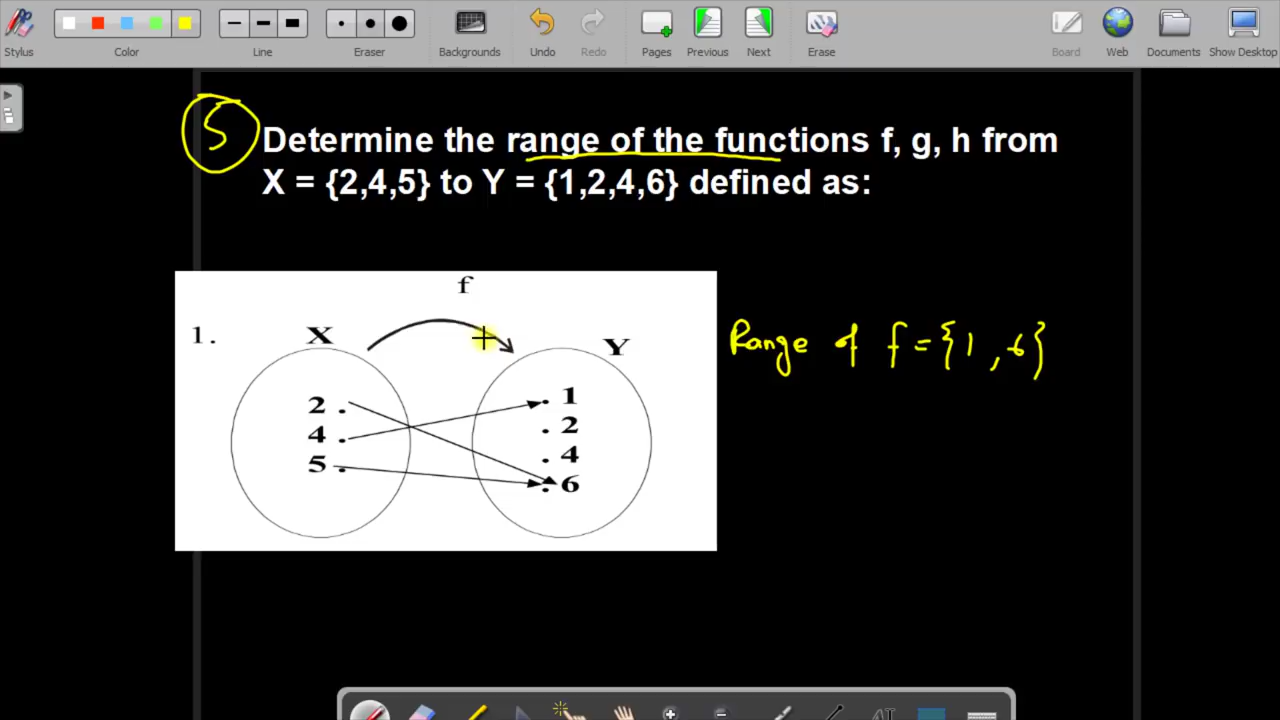 Stylus Color Line Eraser Backgrounds Undo Redo Pages Previous Next Erase Board Web Documents Show Desktop
5
Determine the range of the functions f, g, h from
X = {2,4,5} to Y = {1,2,4,6} defined as:
f
1. X Y
Range of f = {1, 6}
2 . . 1
4 . . 2
5 . . 4
. 6